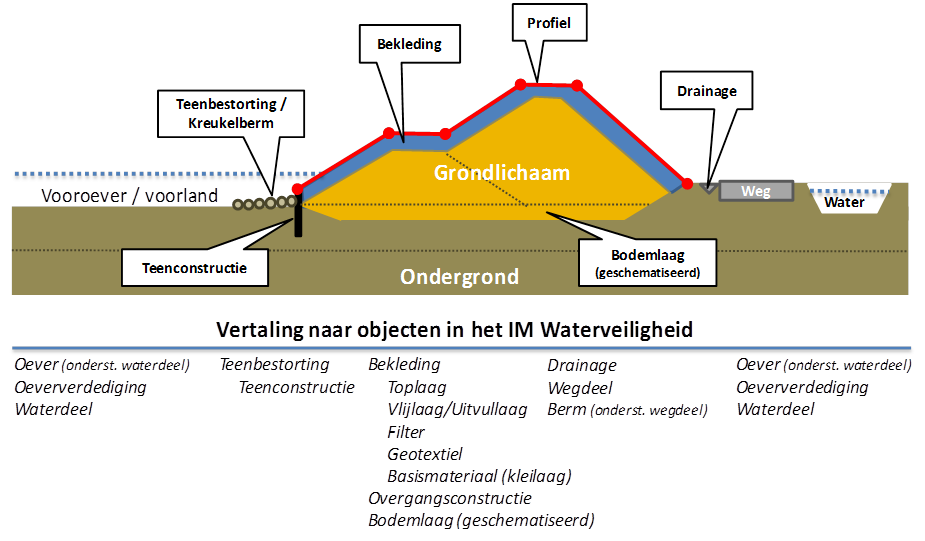 Profiel
Bekleding
Drainage
Teenbestorting /
Kreukelberm
Grondlichaam
Vooroever / voorland
Weg
Water
Teenconstructie
Bodemlaag
(geschematiseerd)
Ondergrond
Vertaling naar objecten in het IM Waterveiligheid
Oever (onderst. waterdeel)
Oeververdediging
Waterdeel
Teenbestorting
Teenconstructie
Bekleding
Toplaag
Vlijlaag/Uitvullaag
Filter
Geotextiel
Basismateriaal (kleilaag)
Overgangsconstructie
Bodemlaag (geschematiseerd)
Drainage
Wegdeel
Berm (onderst. wegdeel)
Oever (onderst. waterdeel)
Oeververdediging
Waterdeel